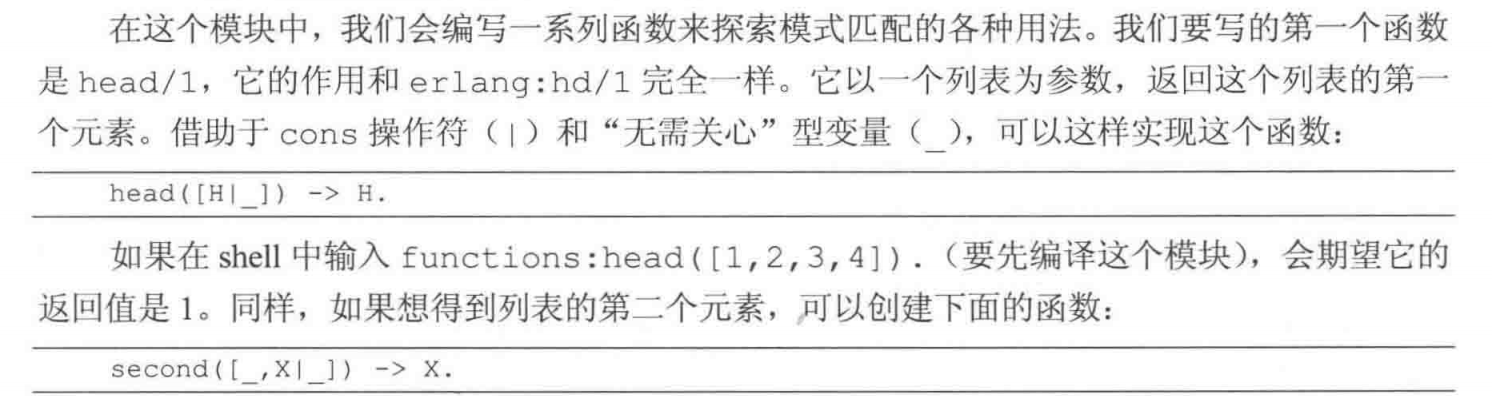 在这个模块中，我们会编写一系列函数来探索模式匹配的各种用法。我们要写的第一个函数
是 head/1，它的作用和 erlang:hd/1 完全一样。它以一个列表为参数，返回这个列表的第一
个元素。借助于 cons 操作符（|）和“无需关心”型变量（_），可以这样实现这个函数：
head([H|_]) -> H.
如果在 shell 中输入 functions:head([1,2,3,4]).（要先编译这个模块），会期望它的
返回值是 1。同样，如果想得到列表的第二个元素，可以创建下面的函数：
second([_,X|_]) -> X.